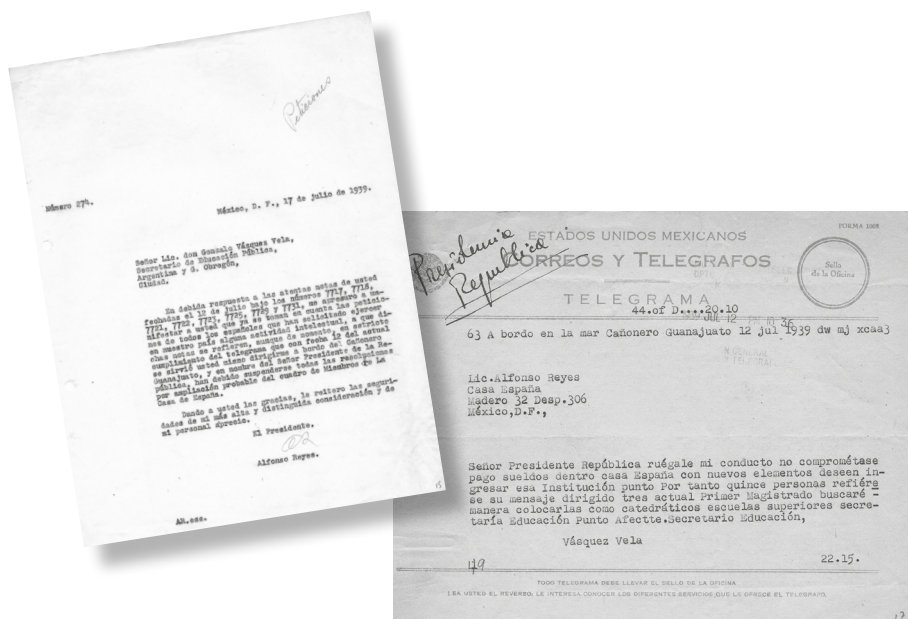 Peticiones
Número 274.
México, D. F., 17 de julio de 1939.
Señor Lic. don Gonzalo Vázquez Vela,
Secretario de Educación Pública,
Argentina y G. Obregón,
Ciudad.
En debida respuesta a las atentas notas de usted
fechadas el 12 de julio bajo los números 7717, 7718,
7721, 7722, 7723, 7725, 7729 y 7731, me apresuro a ma-
nifestar a usted que ya se toman en cuenta las peticio-
nes de todos los españoles que han solicitado ejercer
en nuestro país alguna actividad intelectual, a que di-
chas notas se refieren, aunque de momento, en estricto
cumplimiento del telegrama que con fecha 12 del actual
se sirvió usted mismo dirigirme a bordo del Cañonero
Guanajuato, y en nombre del Señor Presidente de la Re-
pública, han debido suspenderse todas las resoluciones
por ampliación probable del cuadro de Miembros de La
Casa de España.
Dando a usted las gracias, le reitero las seguri-
dades de mi más alta y distinguida consideración y de
mi personal aprecio.
El Presidente.
Alfonso Reyes.
AR.esc.
Presidencia
República
FORMA 1068
ESTADOS UNIDOS MEXICANOS
CORREOS Y TELEGRAFOS
Sello
de la Oficina
TELEGRAMA
44.of D....20.10
63 A bordo en la mar Cañonero Guanajuato 12 jul 1939 dw mj xcaa3
Lic.Alfonso Reyes
Casa España
Madero 32 Desp.306
México,D.F.,
Señor Presidente República ruégale mi conducto no comprométase
pago sueldos dentro casa España con nuevos elementos deseen in-
gresar esa Institución punto Por tanto quince personas refiére
se su mensaje dirigido tres actual Primer Magistrado buscaré -
manera colocarlas como catedráticos escuelas superiores secre-
taría Educación Punto Afectte.Secretario Educación,
Vásquez Vela
22.15.
119
TODO TELEGRAMA DEBE LLEVAR EL SELLO DE LA OFICINA
LEA USTED EL REVERSO: LE INTERESA CONOCER LOS DIFERENTES SERVICIOS QUE LE OFRECE EL TELEGRAFO.
17